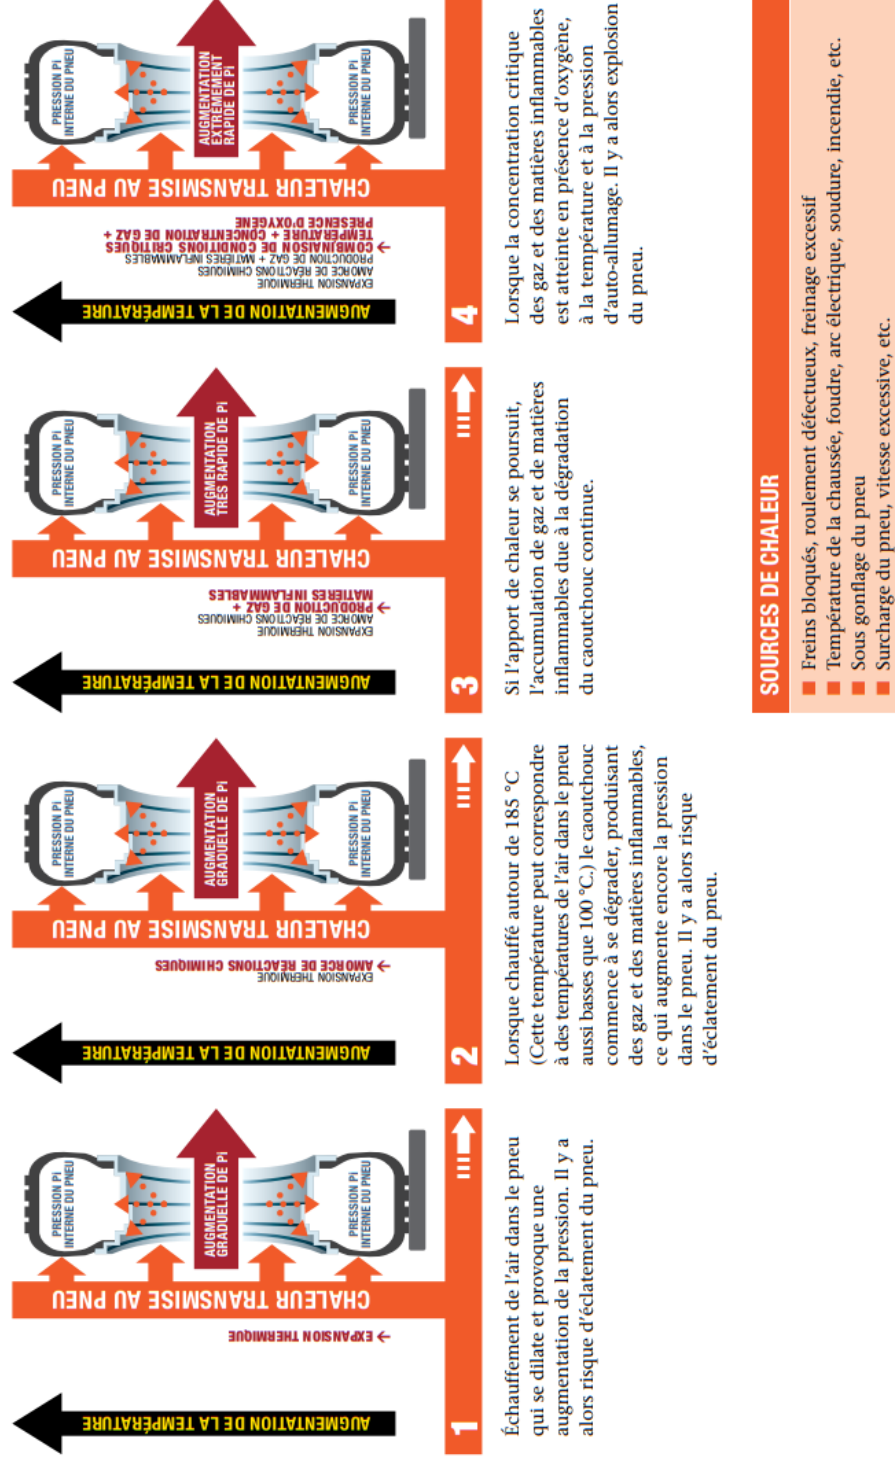 AUGMENTATION DE LA TEMPÉRATURE
→ EXPANSION THERMIQUE
CHALEUR TRANSMISE AU PNEU
PRESSION Pi
INTERNE DU PNEU
AUGMENTATION
GRADUELLE DE Pi
PRESSION Pi
INTERNE DU PNEU
1
Échauffement de l'air dans le pneu
qui se dilate et provoque une
augmentation de la pression. Il y a
alors risque d'éclatement du pneu.
AUGMENTATION DE LA TEMPÉRATURE
EXPANSION THERMIQUE
→ AMORCE DE RÉACTIONS CHIMIQUES
CHALEUR TRANSMISE AU PNEU
PRESSION Pi
INTERNE DU PNEU
AUGMENTATION
GRADUELLE DE Pi
PRESSION Pi
INTERNE DU PNEU
2
Lorsque chauffé autour de 185 °C
(Cette température peut correspondre
à des températures de l'air dans le pneu
aussi basses que 100 °C.) le caoutchouc
commence à se dégrader, produisant
des gaz et des matières inflammables,
ce qui augmente encore la pression
dans le pneu. Il y a alors risque
d'éclatement du pneu.
AUGMENTATION DE LA TEMPÉRATURE
EXPANSION THERMIQUE
AMORCE DE RÉACTIONS CHIMIQUES
→ PRODUCTION DE GAZ +
MATIÈRES INFLAMMABLES
CHALEUR TRANSMISE AU PNEU
PRESSION Pi
INTERNE DU PNEU
AUGMENTATION
TRÈS RAPIDE DE Pi
PRESSION Pi
INTERNE DU PNEU
3
Si l'apport de chaleur se poursuit,
l'accumulation de gaz et de matières
inflammables due à la dégradation
du caoutchouc continue.
AUGMENTATION DE LA TEMPÉRATURE
EXPANSION THERMIQUE
AMORCE DE RÉACTIONS CHIMIQUES
PRODUCTION DE GAZ + MATIÈRES INFLAMMABLES
→ COMBINAISON DE CONDITIONS CRITIQUES
TEMPÉRATURE + CONCENTRATION DE GAZ +
PRÉSENCE D'OXYGÈNE
CHALEUR TRANSMISE AU PNEU
PRESSION Pi
INTERNE DU PNEU
AUGMENTATION
EXTRÊMEMENT
RAPIDE DE Pi
PRESSION Pi
INTERNE DU PNEU
4
Lorsque la concentration critique
des gaz et des matières inflammables
est atteinte en présence d'oxygène,
à la température et à la pression
d'auto-allumage. Il y a alors explosion
du pneu.
SOURCES DE CHALEUR
Freins bloqués, roulement défectueux, freinage excessif
Température de la chaussée, foudre, arc électrique, soudure, incendie, etc.
Sous gonflage du pneu
Surcharge du pneu, vitesse excessive, etc.